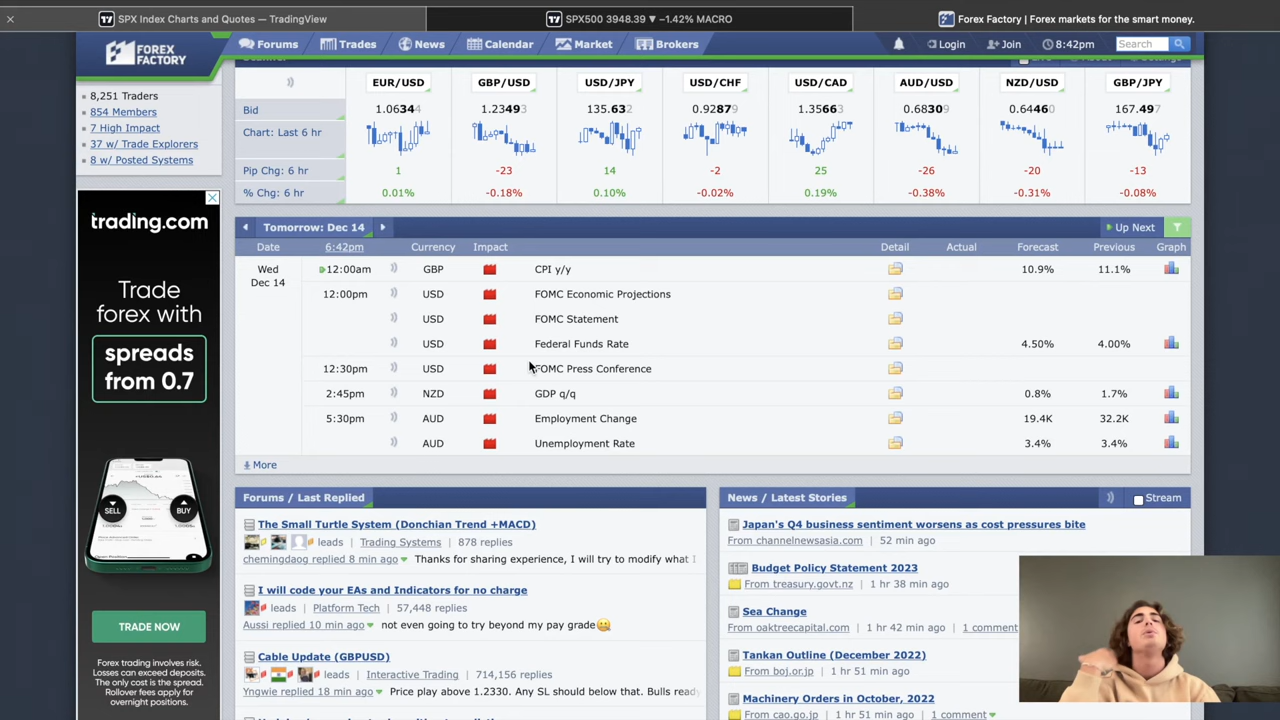 SPX Index Charts and Quotes — TradingView
SPX500 3948.39 ▼ −1.42% MACRO
Forex Factory | Forex markets for the smart money.
FOREX FACTORY
Forums
Trades
News
Calendar
Market
Brokers
Login
Join
8:42pm
Search
8,251 Traders
854 Members
7 High Impact
37 w/ Trade Explorers
8 w/ Posted Systems
EUR/USD GBP/USD USD/JPY USD/CHF USD/CAD AUD/USD NZD/USD GBP/JPY
Bid 1.06344 1.23493 135.632 0.92879 1.35663 0.68309 0.64460 167.497
Chart: Last 6 hr
Pip Chg: 6 hr 1 -23 14 -2 25 -26 -20 -13
% Chg: 6 hr 0.01% -0.18% 0.10% -0.02% 0.19% -0.38% -0.31% -0.08%
Tomorrow: Dec 14
Up Next
Date 6:42pm Currency Impact Detail Actual Forecast Previous Graph
Wed
Dec 14
12:00am GBP CPI y/y 10.9% 11.1%
12:00pm USD FOMC Economic Projections
USD FOMC Statement
USD Federal Funds Rate 4.50% 4.00%
12:30pm USD FOMC Press Conference
2:45pm NZD GDP q/q 0.8% 1.7%
5:30pm AUD Employment Change 19.4K 32.2K
AUD Unemployment Rate 3.4% 3.4%
More
trading.com
Trade
forex with
spreads
from 0.7
SELL
BUY
TRADE NOW
Forex trading involves risk.
Losses can exceed deposits.
The only cost is the spread.
Rollover fees apply for
overnight positions.
Forums / Last Replied
The Small Turtle System (Donchian Trend +MACD)
leads | Trading Systems | 878 replies
chemingdaog replied 8 min ago Thanks for sharing experience, I will try to modify what I
I will code your EAs and Indicators for no charge
leads | Platform Tech | 57,448 replies
Aussi replied 10 min ago not even going to try beyond my pay grade
Cable Update (GBPUSD)
leads | Interactive Trading | 714,156 replies
Yngwie replied 18 min ago Price play above 1.2330. Any SL should below that. Bulls ready
News / Latest Stories
Stream
Japan's Q4 business sentiment worsens as cost pressures bite
From channelnewsasia.com | 52 min ago
Budget Policy Statement 2023
From treasury.govt.nz | 1 hr 38 min ago
Sea Change
From oaktreecapital.com | 1 hr 42 min ago | 1 comment
Tankan Outline (December 2022)
From boj.or.jp | 1 hr 51 min
Machinery Orders in October, 2022
From cao.go.jp | 1 hr 51 min ago | 1 comment